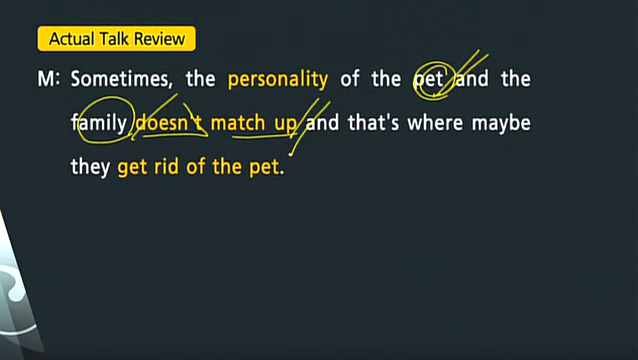 Actual Talk Review
M: Sometimes, the personality of the pet and the
family doesn't match up and that's where maybe
they get rid of the pet.